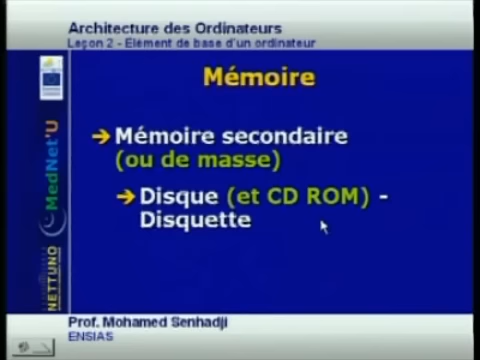 Architecture des Ordinateurs
Leçon 2 - Elément de base d'un ordinateur
Mémoire
Mémoire secondaire
(ou de masse)
Disque (et CD ROM) -
Disquette
NETTUNO MedNet'U
Prof. Mohamed Senhadji
ENSIAS